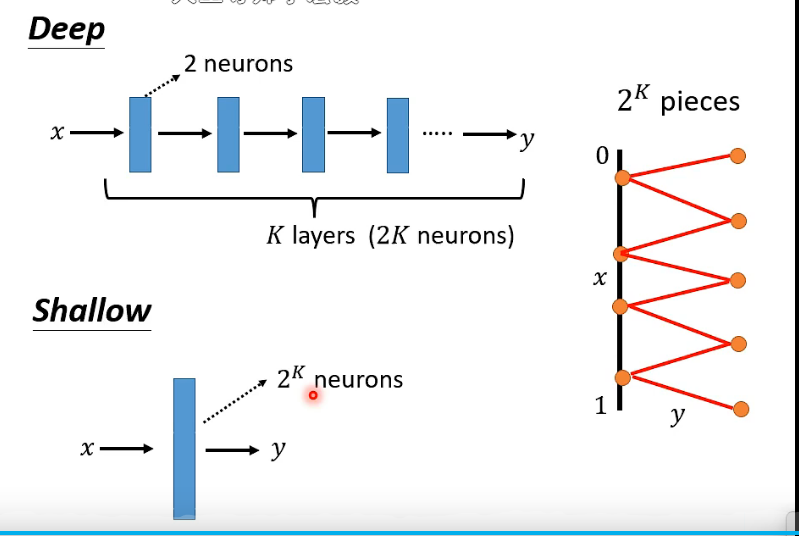 Deep
2 neurons
x
.....
y
K layers (2K neurons)
2^K pieces
0
x
1
y
Shallow
2^K neurons
x
y